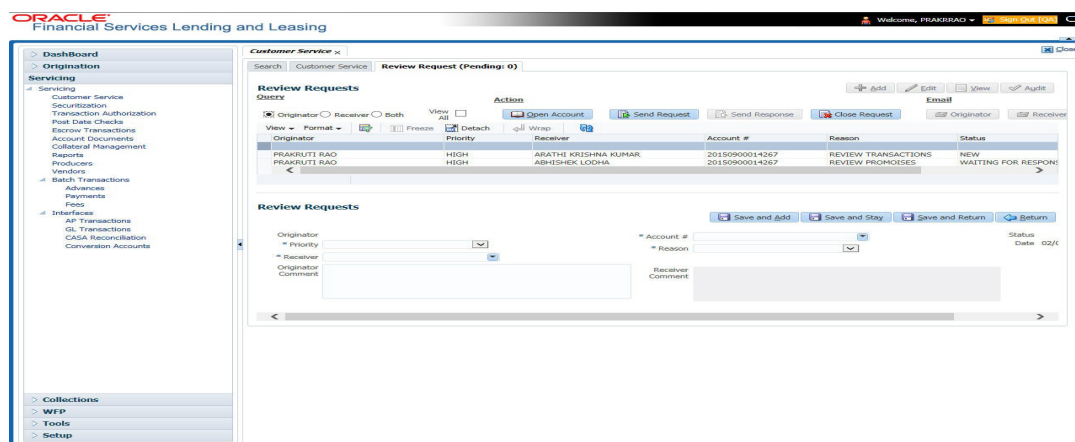 ORACLE
Financial Services Lending and Leasing
Welcome, PRAKRRAO
Sign Out [QA]
DashBoard
Origination
Servicing
Servicing
Customer Service
Securitization
Transaction Authorization
Post Date Checks
Escrow Transactions
Account Documents
Collateral Management
Reports
Producers
Vendors
Batch Transactions
Advances
Payments
Fees
Interfaces
AP Transactions
GL Transactions
CASA Reconciliation
Conversion Accounts
Collections
WFP
Tools
Setup
Customer Service x
Close
Search Customer Service Review Request (Pending: 0)
Review Requests
Add Edit View Audit
Query Action Email
Originator Receiver Both View All Open Account Send Request Send Response Close Request Originator Receiver
View Format Freeze Detach Wrap
Originator Priority Receiver Account # Reason Status
PRAKRUTI RAO HIGH ARATHI KRISHNA KUMAR 20150900014267 REVIEW TRANSACTIONS NEW
PRAKRUTI RAO HIGH ABHISHEK LODHA 20150900014267 REVIEW PROMOISES WAITING FOR RESPONS
Review Requests
Save and Add Save and Stay Save and Return Return
Originator * Account # Status
* Priority * Reason Date 02/0
* Receiver
Originator Comment Receiver Comment